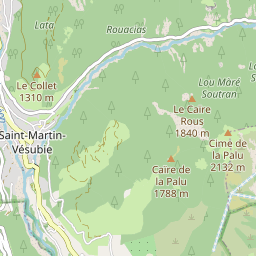 Lata
Rouacias
Le Collet
1310 m
Lou Maré
Soutran
Le Caire
Rous
1840 m
Saint-Martin-
Vésubie
Cime de
la Palu
2132 m
Caire de
la Palu
1788 m